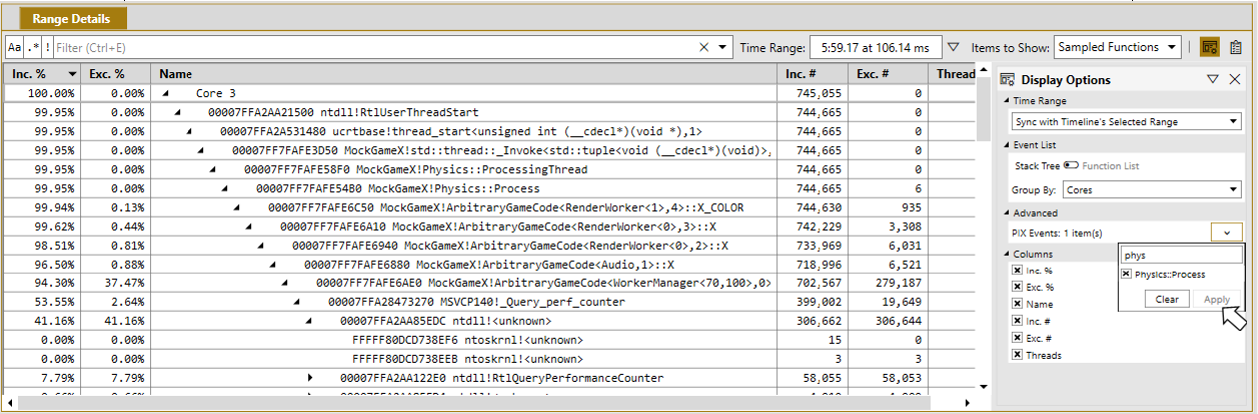 Range Details
Aa .* ! Filter (Ctrl+E) Time Range: 5:59.17 at 106.14 ms Items to Show: Sampled Functions
Inc. % Exc. % Name Inc. # Exc. # Thread
100.00% 0.00% Core 3 745,055 0
99.95% 0.00% 00007FFA2AA21500 ntdll!RtlUserThreadStart 744,665 0
99.95% 0.00% 00007FFA2A531480 ucrtbase!thread_start<unsigned int (__cdecl*)(void *),1> 744,665 0
99.95% 0.00% 00007FF7FAFE3D50 MockGameX!std::thread::_Invoke<std::tuple<void (__cdecl*)(void)>, 744,665 0
99.95% 0.00% 00007FF7FAFE58F0 MockGameX!Physics::ProcessingThread 744,665 0
99.95% 0.00% 00007FF7FAFE54B0 MockGameX!Physics::Process 744,665 6
99.94% 0.13% 00007FF7FAFE6C50 MockGameX!ArbitraryGameCode<RenderWorker<1>,4>::X_COLOR 744,630 935
99.62% 0.44% 00007FF7FAFE6A10 MockGameX!ArbitraryGameCode<RenderWorker<0>,3>::X 742,229 3,308
98.51% 0.81% 00007FF7FAFE6940 MockGameX!ArbitraryGameCode<RenderWorker<0>,2>::X 733,969 6,031
96.50% 0.88% 00007FF7FAFE6880 MockGameX!ArbitraryGameCode<Audio,1>::X 718,996 6,521
94.30% 37.47% 00007FF7FAFE6AE0 MockGameX!ArbitraryGameCode<WorkerManager<70,100>,0> 702,567 279,187
53.55% 2.64% 00007FFA28473270 MSVCP140!_Query_perf_counter 399,002 19,649
41.16% 41.16% 00007FFA2AA85EDC ntdll!<unknown> 306,662 306,644
0.00% 0.00% FFFFF80DCD738EF6 ntoskrnl!<unknown> 15 0
0.00% 0.00% FFFFF80DCD738EEB ntoskrnl!<unknown> 3 3
7.79% 7.79% 00007FFA2AA122E0 ntdll!RtlQueryPerformanceCounter 58,055 58,053
Display Options
Time Range
Sync with Timeline's Selected Range
Event List
Stack Tree Function List
Group By: Cores
Advanced
PIX Events: 1 item(s)
phys
Physics::Process
Clear Apply
Columns
Inc. %
Exc. %
Name
Inc. #
Exc. #
Threads